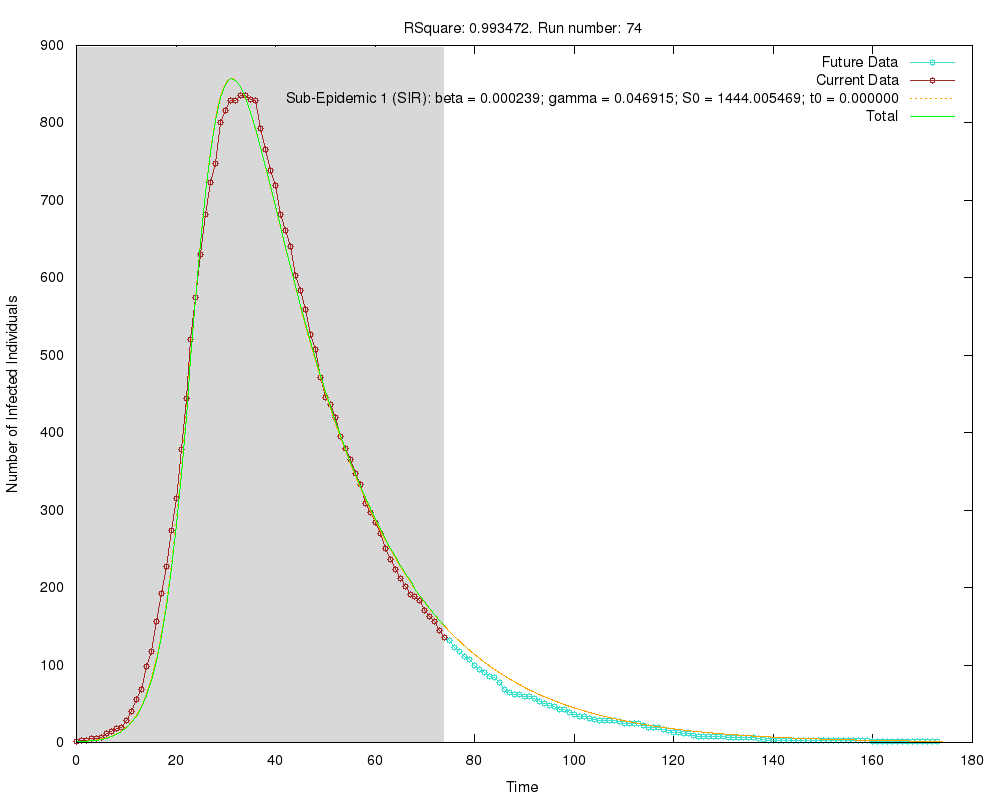 RSquare: 0.993472. Run number: 74
900
800
700
600
500
400
300
200
100
0
Number of Infected Individuals
Future Data
Current Data
Sub-Epidemic 1 (SIR): beta = 0.000239; gamma = 0.046915; S0 = 1444.005469; t0 = 0.000000
Total
0 20 40 60 80 100 120 140 160 180
Time